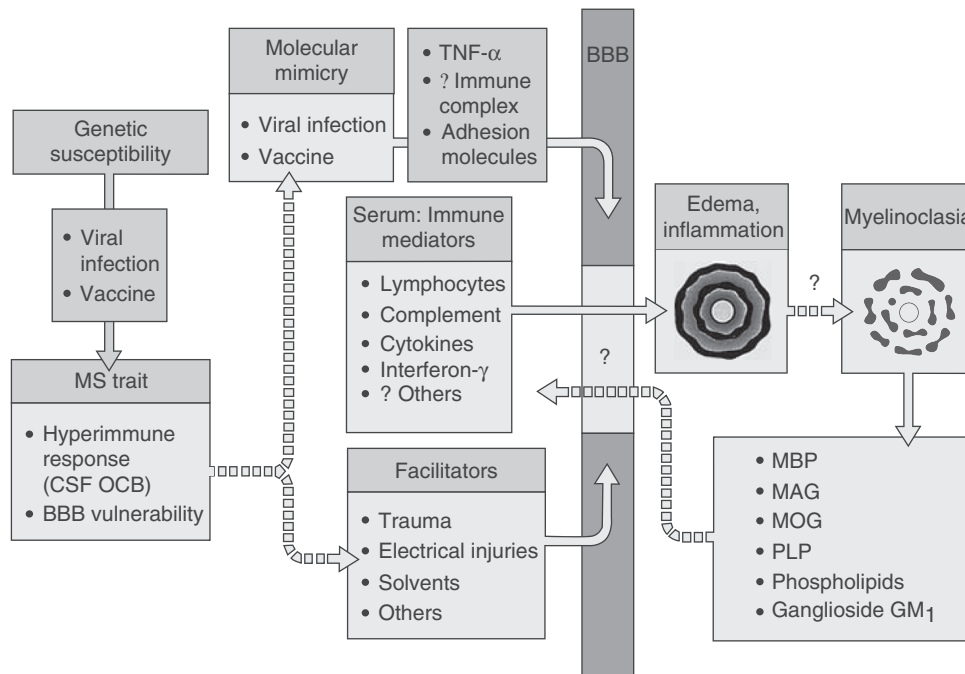 Genetic
susceptibility
• Viral
infection
• Vaccine
MS trait
• Hyperimmune
response
(CSF OCB)
• BBB vulnerability
Molecular
mimicry
• Viral infection
• Vaccine
• TNF-α
• ? Immune
complex
• Adhesion
molecules
Serum: Immune
mediators
• Lymphocytes
• Complement
• Cytokines
• Interferon-γ
• ? Others
Facilitators
• Trauma
• Electrical injuries
• Solvents
• Others
BBB
?
Edema,
inflammation
?
Myelinoclasia
• MBP
• MAG
• MOG
• PLP
• Phospholipids
• Ganglioside GM1